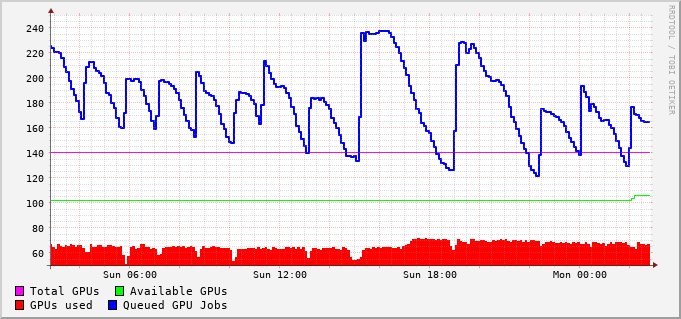 240
220
200
180
160
140
120
100
80
60
Sun 06:00 Sun 12:00 Sun 18:00 Mon 00:00
Total GPUs Available GPUs
GPUs used Queued GPU Jobs
RRDTOOL / TOBI OETIKER